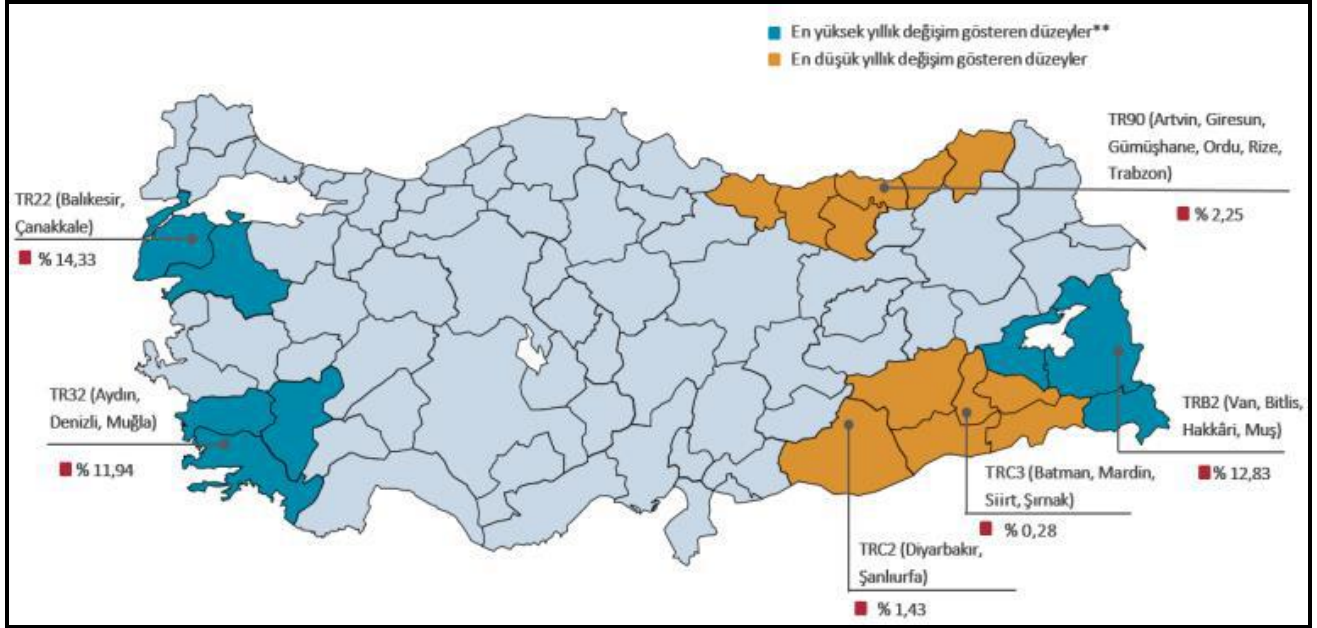 En yüksek yıllık değişim gösteren düzeyler**
En düşük yıllık değişim gösteren düzeyler
TR90 (Artvin, Giresun,
Gümüşhane, Ordu, Rize,
Trabzon)
% 2,25
TR22 (Balıkesir,
Çanakkale)
% 14,33
TR32 (Aydın,
Denizli, Muğla)
% 11,94
TRB2 (Van, Bitlis,
Hakkâri, Muş)
% 12,83
TRC3 (Batman, Mardin,
Siirt, Şırnak)
% 0,28
TRC2 (Diyarbakır,
Şanlıurfa)
% 1,43